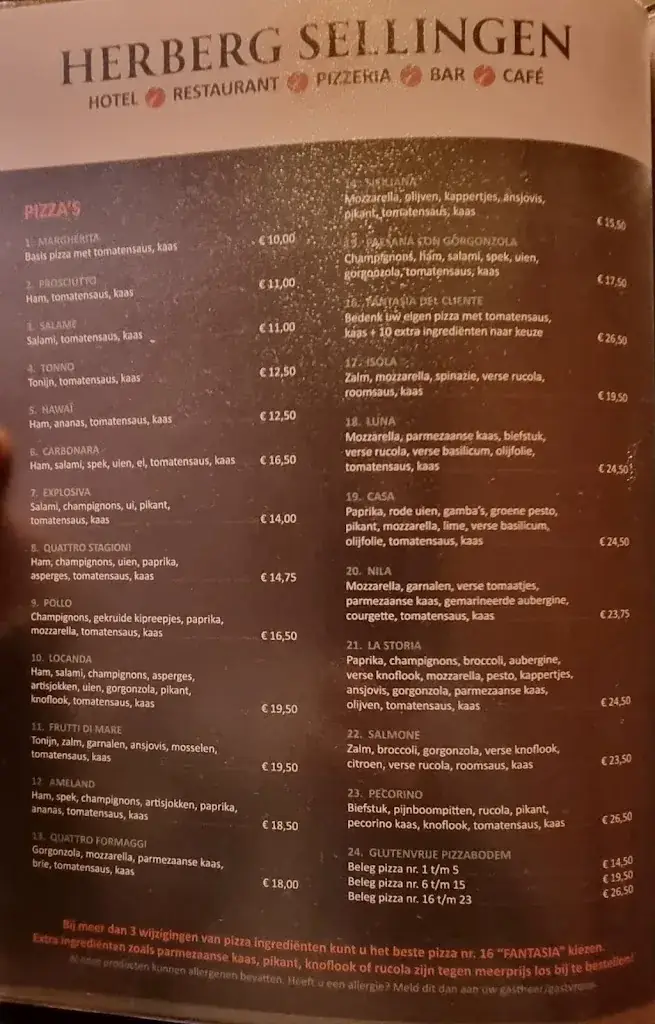 HERBERG SELLINGEN
HOTEL RESTAURANT PIZZERIA BAR CAFÉ
PIZZA'S
1. MARGHERITA
Basis pizza met tomatensaus, kaas € 10,00
2. PROSCIUTTO
Ham, tomatensaus, kaas € 11,00
3. SALAME
Salami, tomatensaus, kaas € 11,00
4. TONNO
Tonijn, tomatensaus, kaas € 12,50
5. HAWAÏ
Ham, ananas, tomatensaus, kaas € 12,50
6. CARBONARA
Ham, salami, spek, uien, ei, tomatensaus, kaas € 16,50
7. EXPLOSIVA
Salami, champignons, ui, pikant,
tomatensaus, kaas € 14,00
8. QUATTRO STAGIONI
Ham, champignons, uien, paprika,
asperges, tomatensaus, kaas € 14,75
9. POLLO
Champignons, gekruide kipreepjes, paprika,
mozzarella, tomatensaus, kaas € 16,50
10. LOCANDA
Ham, salami, champignons, asperges,
artisjokken, uien, gorgonzola, pikant,
knoflook, tomatensaus, kaas € 19,50
11. FRUTTI DI MARE
Tonijn, zalm, garnalen, ansjovis, mosselen,
tomatensaus, kaas € 19,50
12. AMELAND
Ham, spek, champignons, artisjokken, paprika,
ananas, tomatensaus, kaas € 18,50
13. QUATTRO FORMAGGI
Gorgonzola, mozzarella, parmezaanse kaas,
brie, tomatensaus, kaas € 18,00
14. SICILIANA
Mozzarella, olijven, kappertjes, ansjovis,
pikant, tomatensaus, kaas € 15,50
15. PAESANA CON GORGONZOLA
Champignons, ham, salami, spek, uien,
gorgonzola, tomatensaus, kaas € 17,50
16. FANTASIA DEL CLIENTE
Bedenk uw eigen pizza met tomatensaus,
kaas + 10 extra ingrediënten naar keuze € 26,50
17. ISOLA
Zalm, mozzarella, spinazie, verse rucola,
roomsaus, kaas € 19,50
18. LUNA
Mozzarella, parmezaanse kaas, biefstuk,
verse rucola, verse basilicum, olijfolie,
tomatensaus, kaas € 24,50
19. CASA
Paprika, rode uien, gamba's, groene pesto,
pikant, mozzarella, lime, verse basilicum,
olijfolie, tomatensaus, kaas € 24,50
20. NILA
Mozzarella, garnalen, verse tomaatjes,
parmezaanse kaas, gemarineerde aubergine,
courgette, tomatensaus, kaas € 23,75
21. LA STORIA
Paprika, champignons, broccoli, aubergine,
verse knoflook, mozzarella, pesto, kappertjes,
ansjovis, gorgonzola, parmezaanse kaas,
olijven, tomatensaus, kaas € 24,50
22. SALMONE
Zalm, broccoli, gorgonzola, verse knoflook,
citroen, verse rucola, roomsaus, kaas € 23,50
23. PECORINO
Biefstuk, pijnboompitten, rucola, pikant,
pecorino kaas, knoflook, tomatensaus, kaas € 26,50
24. GLUTENVRIJE PIZZABODEM
Beleg pizza nr. 1 t/m 5 € 14,50
Beleg pizza nr. 6 t/m 15 € 19,50
Beleg pizza nr. 16 t/m 23 € 26,50
Bij meer dan 3 wijzigingen van pizza ingrediënten kunt u het beste pizza nr. 16 "FANTASIA" kiezen.
Extra ingrediënten zoals parmezaanse kaas, pikant, knoflook of rucola zijn tegen meerprijs los bij te bestellen!
Al onze producten kunnen allergenen bevatten. Heeft u een allergie? Meld dit dan aan uw gastheer/gastvrouw.